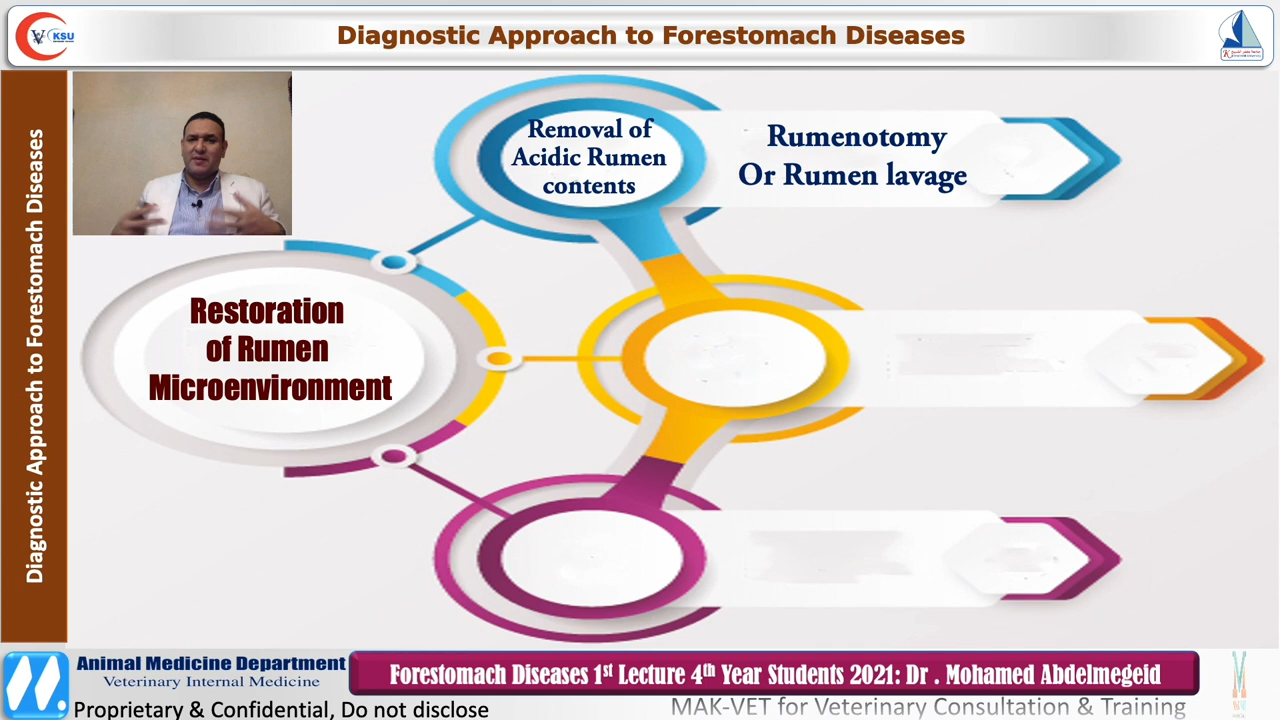 KSU
Diagnostic Approach to Forestomach Diseases
Diagnostic Approach to Forestomach Diseases
Removal of
Acidic Rumen
contents
Rumenotomy
Or Rumen lavage
Restoration
of Rumen
Microenvironment
Animal Medicine Department
Veterinary Internal Medicine
Forestomach Diseases 1st Lecture 4th Year Students 2021: Dr . Mohamed Abdelmegeid
Proprietary & Confidential, Do not disclose
MAK-VET for Veterinary Consultation & Training